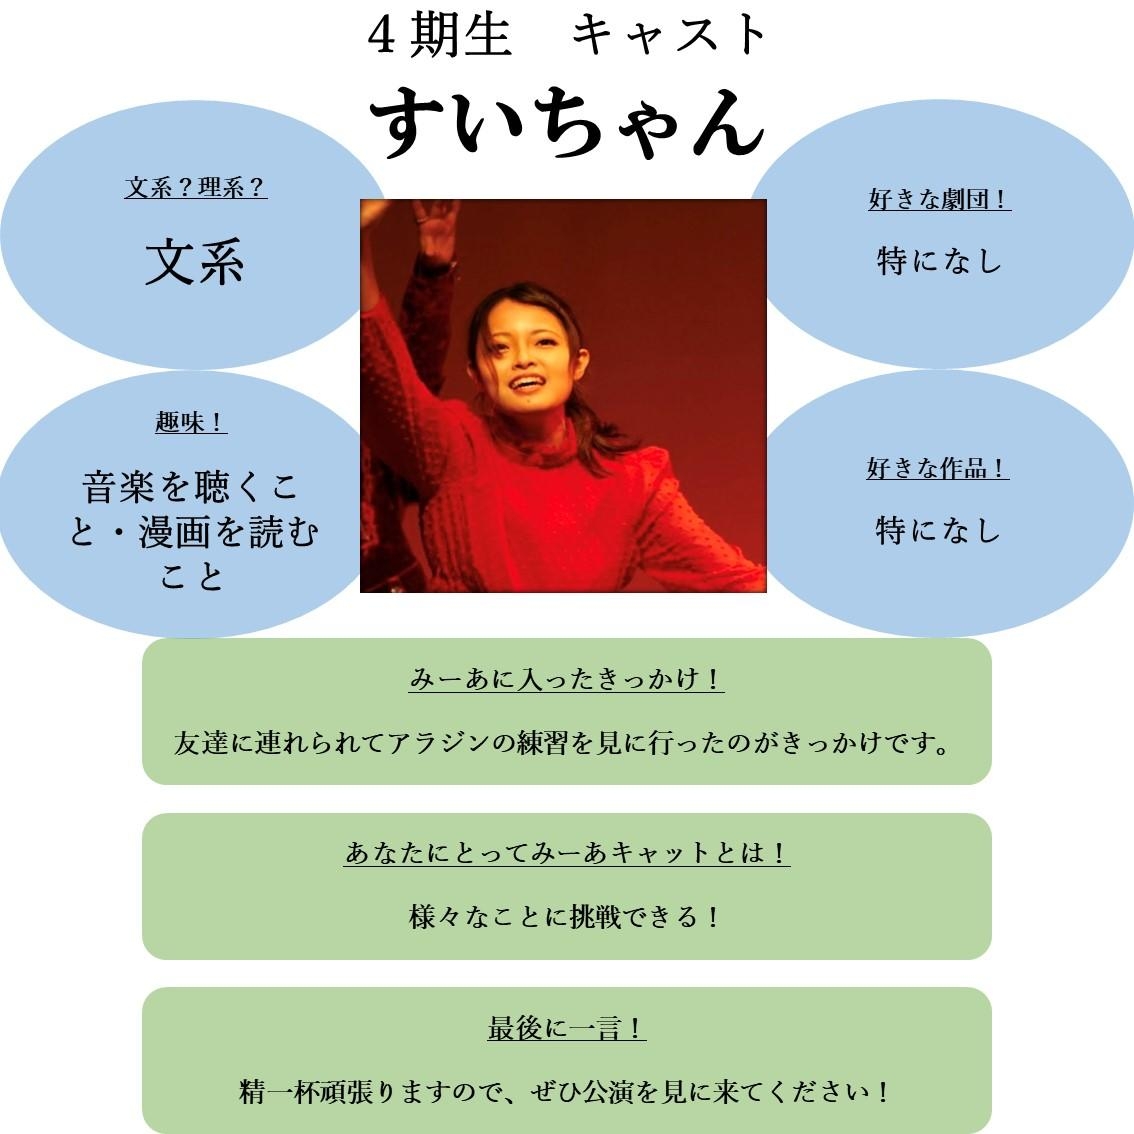 ４期生　キャスト
すいちゃん
文系？理系？
文系
好きな劇団！
特になし
趣味！
音楽を聴くこ
と・漫画を読む
こと
好きな作品！
特になし
みーあに入ったきっかけ！
友達に連れられてアラジンの練習を見に行ったのがきっかけです。
あなたにとってみーあキャットとは！
様々なことに挑戦できる！
最後に一言！
精一杯頑張りますので、ぜひ公演を見に来てください！